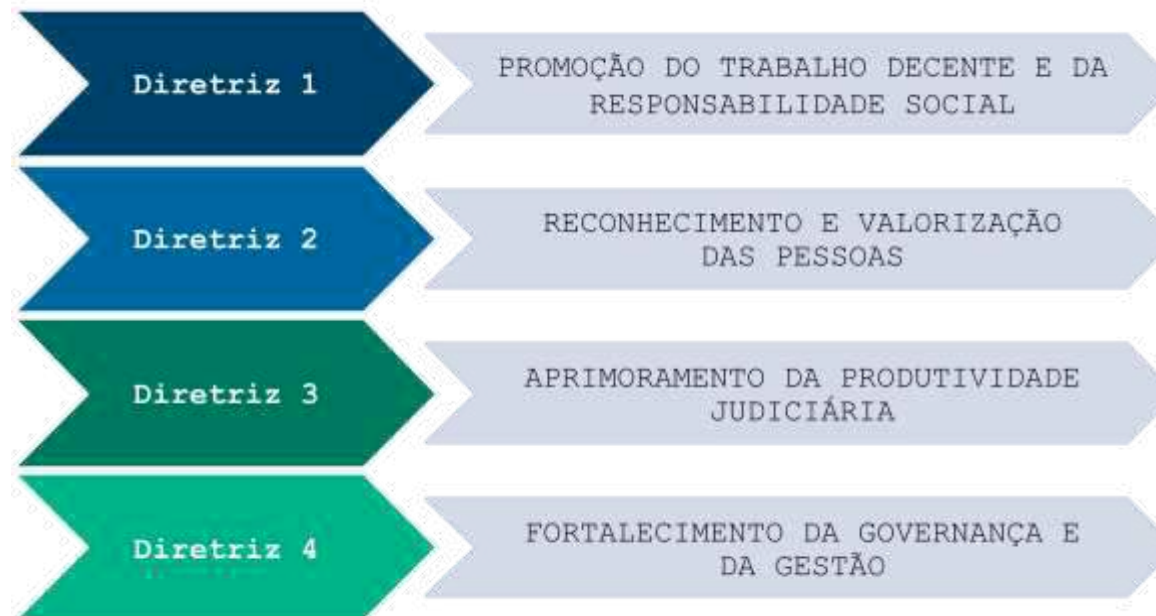 Diretriz 1
PROMOÇÃO DO TRABALHO DECENTE E DA
RESPONSABILIDADE SOCIAL
Diretriz 2
RECONHECIMENTO E VALORIZAÇÃO
DAS PESSOAS
Diretriz 3
APRIMORAMENTO DA PRODUTIVIDADE
JUDICIÁRIA
Diretriz 4
FORTALECIMENTO DA GOVERNANÇA E
DA GESTÃO